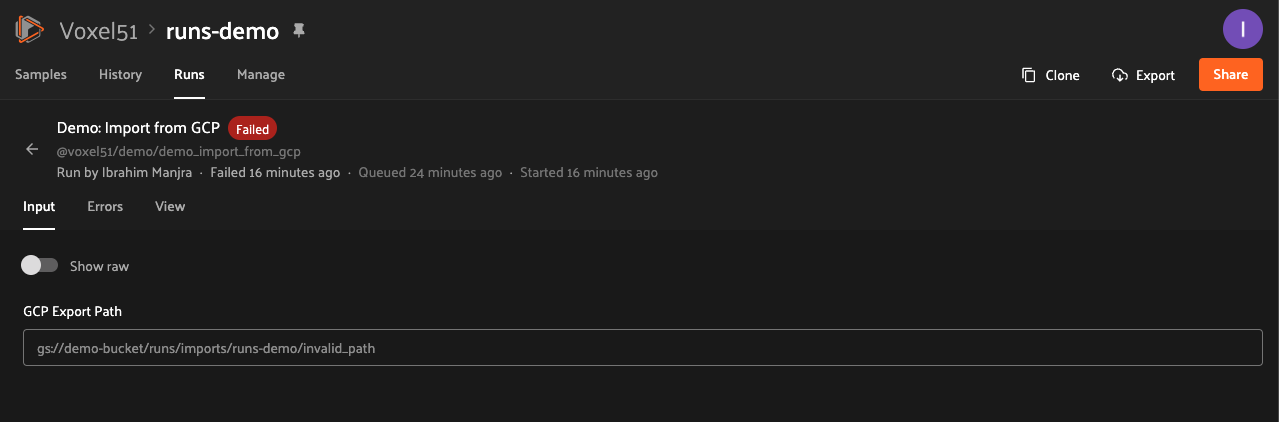 Voxel51 > runs-demo
I
Samples History Runs Manage
Clone Export Share
Demo: Import from GCP Failed
@voxel51/demo/demo_import_from_gcp
Run by Ibrahim Manjra · Failed 16 minutes ago · Queued 24 minutes ago · Started 16 minutes ago
Input Errors View
Show raw
GCP Export Path
gs://demo-bucket/runs/imports/runs-demo/invalid_path